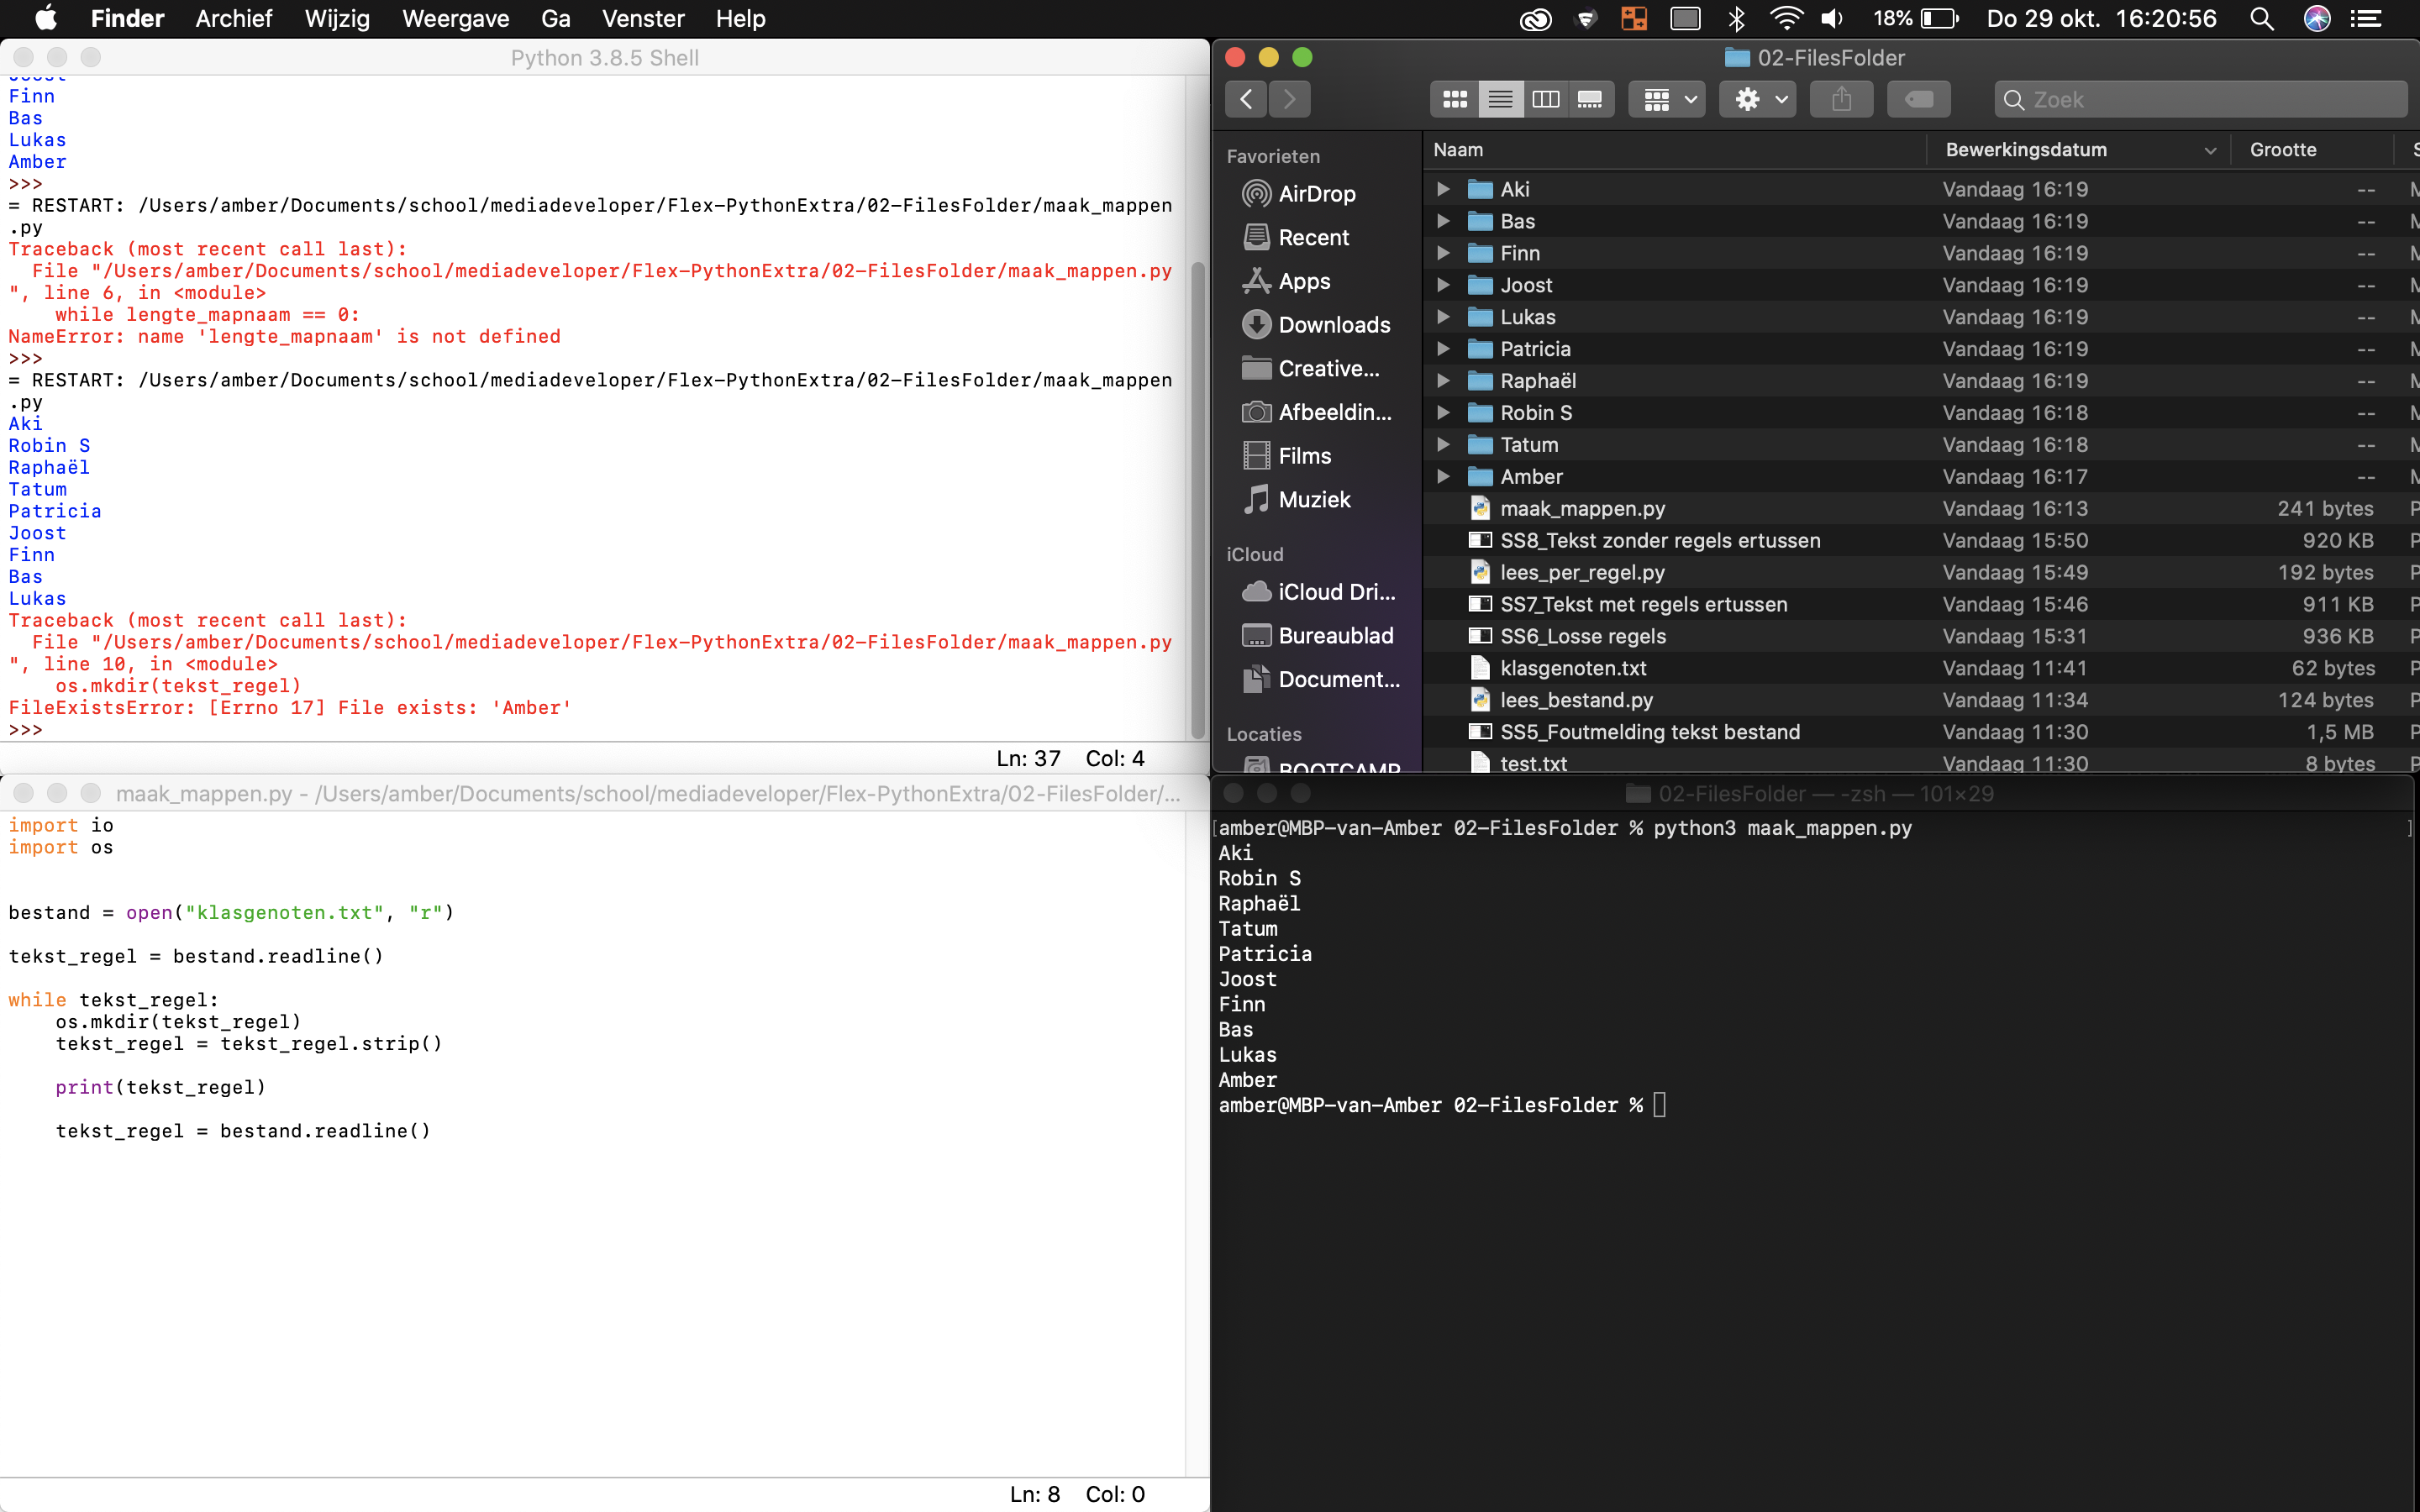 Finder Archief Wijzig Weergave Ga Venster Help 18% Do 29 okt. 16:20:56
Python 3.8.5 Shell
Joost
Finn
Bas
Lukas
Amber
>>>
= RESTART: /Users/amber/Documents/school/mediadeveloper/Flex-PythonExtra/02-FilesFolder/maak_mappen
.py
Traceback (most recent call last):
  File "/Users/amber/Documents/school/mediadeveloper/Flex-PythonExtra/02-FilesFolder/maak_mappen.py
", line 6, in <module>
    while lengte_mapnaam == 0:
NameError: name 'lengte_mapnaam' is not defined
>>>
= RESTART: /Users/amber/Documents/school/mediadeveloper/Flex-PythonExtra/02-FilesFolder/maak_mappen
.py
Aki
Robin S
Raphaël
Tatum
Patricia
Joost
Finn
Bas
Lukas
Traceback (most recent call last):
  File "/Users/amber/Documents/school/mediadeveloper/Flex-PythonExtra/02-FilesFolder/maak_mappen.py
", line 10, in <module>
    os.mkdir(tekst_regel)
FileExistsError: [Errno 17] File exists: 'Amber'
>>>
Ln: 37 Col: 4
02-FilesFolder
Zoek
Favorieten
AirDrop
Recent
Apps
Downloads
Creative...
Afbeeldin...
Films
Muziek
iCloud
iCloud Dri...
Bureaublad
Document...
Locaties
BOOTCAMP
Naam Bewerkingsdatum Grootte S
Aki Vandaag 16:19 -- M
Bas Vandaag 16:19 -- M
Finn Vandaag 16:19 -- M
Joost Vandaag 16:19 -- M
Lukas Vandaag 16:19 -- M
Patricia Vandaag 16:19 -- M
Raphaël Vandaag 16:19 -- M
Robin S Vandaag 16:18 -- M
Tatum Vandaag 16:18 -- M
Amber Vandaag 16:17 -- M
maak_mappen.py Vandaag 16:13 241 bytes P
SS8_Tekst zonder regels ertussen Vandaag 15:50 920 KB P
lees_per_regel.py Vandaag 15:49 192 bytes P
SS7_Tekst met regels ertussen Vandaag 15:46 911 KB P
SS6_Losse regels Vandaag 15:31 936 KB P
klasgenoten.txt Vandaag 11:41 62 bytes P
lees_bestand.py Vandaag 11:34 124 bytes P
SS5_Foutmelding tekst bestand Vandaag 11:30 1,5 MB P
test.txt Vandaag 11:30 8 bytes P
maak_mappen.py - /Users/amber/Documents/school/mediadeveloper/Flex-PythonExtra/02-FilesFolder/...
import io
import os
bestand = open("klasgenoten.txt", "r")
tekst_regel = bestand.readline()
while tekst_regel:
    os.mkdir(tekst_regel)
    tekst_regel = tekst_regel.strip()
    print(tekst_regel)
    tekst_regel = bestand.readline()
Ln: 8 Col: 0
02-FilesFolder — -zsh — 101×29
[amber@MBP-van-Amber 02-FilesFolder % python3 maak_mappen.py ]
Aki
Robin S
Raphaël
Tatum
Patricia
Joost
Finn
Bas
Lukas
Amber
amber@MBP-van-Amber 02-FilesFolder %